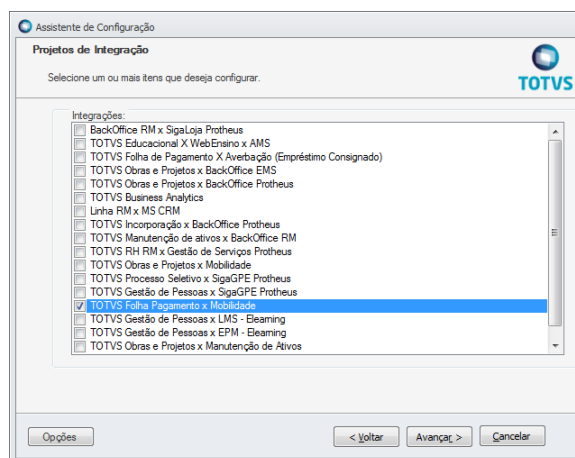 Assistente de Configuração
Projetos de Integração
Selecione um ou mais itens que deseja configurar.
TOTVS
Integrações:
BackOffice RM x SigaLoja Protheus
TOTVS Educacional X WebEnsino x AMS
TOTVS Folha de Pagamento X Averbação (Empréstimo Consignado)
TOTVS Obras e Projetos x BackOffice EMS
TOTVS Obras e Projetos x BackOffice Protheus
TOTVS Business Analytics
Linha RM x MS CRM
TOTVS Incorporação x BackOffice Protheus
TOTVS Manutenção de ativos x BackOffice RM
TOTVS RH RM x Gestão de Serviços Protheus
TOTVS Obras e Projetos x Mobilidade
TOTVS Processo Seletivo x SigaGPE Protheus
TOTVS Gestão de Pessoas x SigaGPE Protheus
TOTVS Folha Pagamento x Mobilidade
TOTVS Gestão de Pessoas x LMS - Elearning
TOTVS Gestão de Pessoas x EPM - Elearning
TOTVS Obras e Projetos x Manutenção de Ativos
Opções
< Voltar
Avançar >
Cancelar